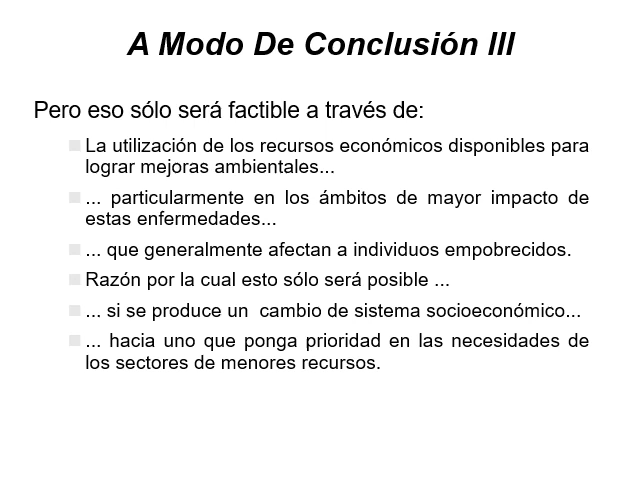 A Modo De Conclusión III
Pero eso sólo será factible a través de:
La utilización de los recursos económicos disponibles para
lograr mejoras ambientales...
... particularmente en los ámbitos de mayor impacto de
estas enfermedades...
... que generalmente afectan a individuos empobrecidos.
Razón por la cual esto sólo será posible ...
... si se produce un  cambio de sistema socioeconómico...
... hacia uno que ponga prioridad en las necesidades de
los sectores de menores recursos.